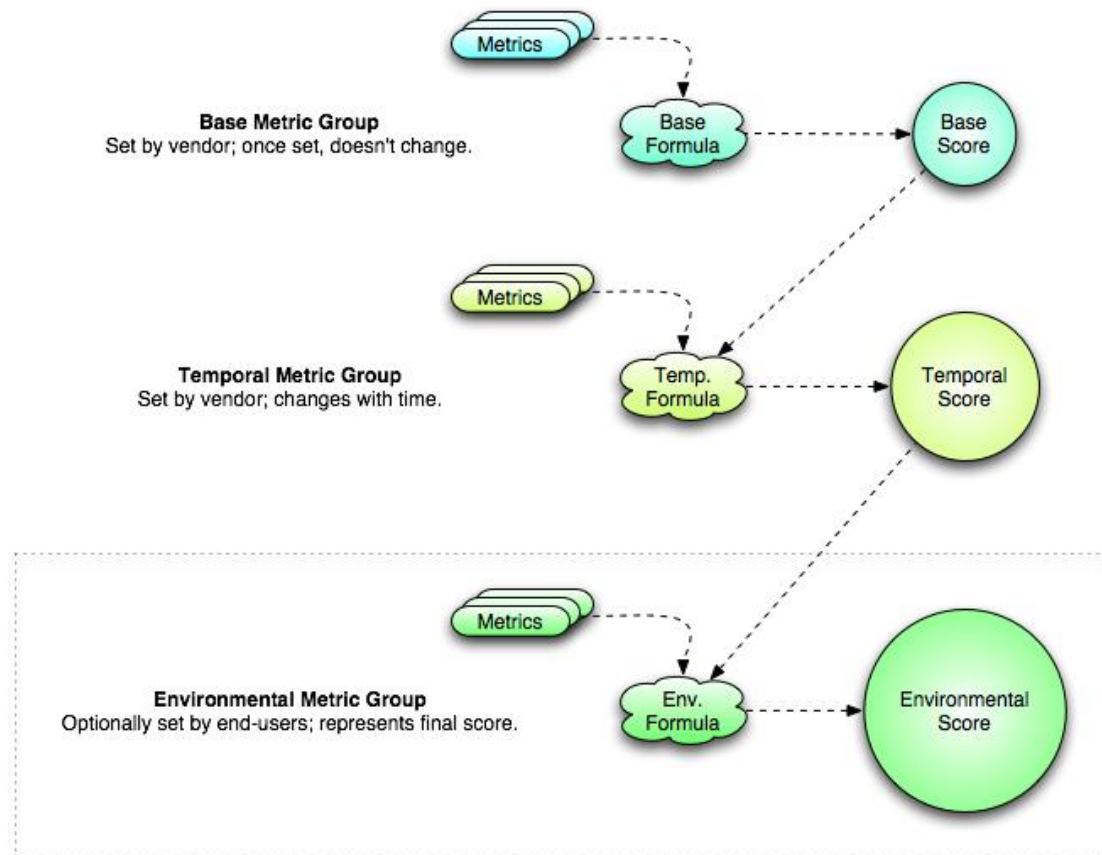 Metrics
Base Metric Group
Set by vendor; once set, doesn't change.
Base
Formula
Base
Score
Metrics
Temporal Metric Group
Set by vendor; changes with time.
Temp.
Formula
Temporal
Score
Metrics
Environmental Metric Group
Optionally set by end-users; represents final score.
Env.
Formula
Environmental
Score